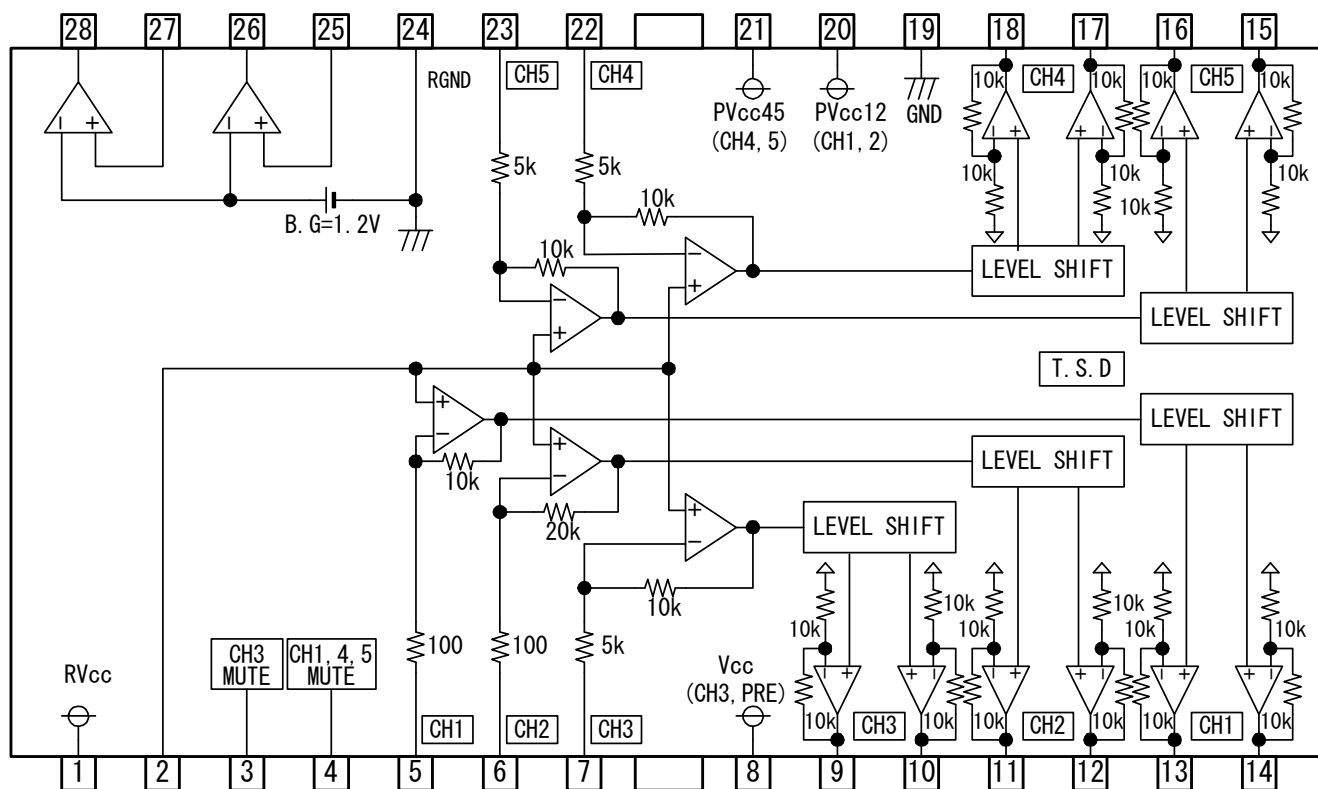 28 27 26 25 24 23 22 21 20 19 18 17 16 15
RGND
CH5
CH4
PVcc45
(CH4, 5)
PVcc12
(CH1, 2)
GND
10k
CH4
10k
10k
CH5
10k
- +
- +
- +
+ -
- +
+ -
5k
5k
10k
10k
10k
10k
B.G=1.2V
10k
10k
-
+
LEVEL SHIFT
-
+
LEVEL SHIFT
T.S.D
+
-
10k
LEVEL SHIFT
+
-
20k
LEVEL SHIFT
+
-
10k
LEVEL SHIFT
10k
10k
10k
10k
10k
10k
100
100
5k
RVcc
CH3
MUTE
CH1, 4, 5
MUTE
Vcc
(CH3, PRE)
- +
+ -
- +
+ -
- +
+ -
10k
10k
10k
10k
10k
10k
CH1
CH2
CH3
CH3
CH2
CH1
1 2 3 4 5 6 7 8 9 10 11 12 13 14